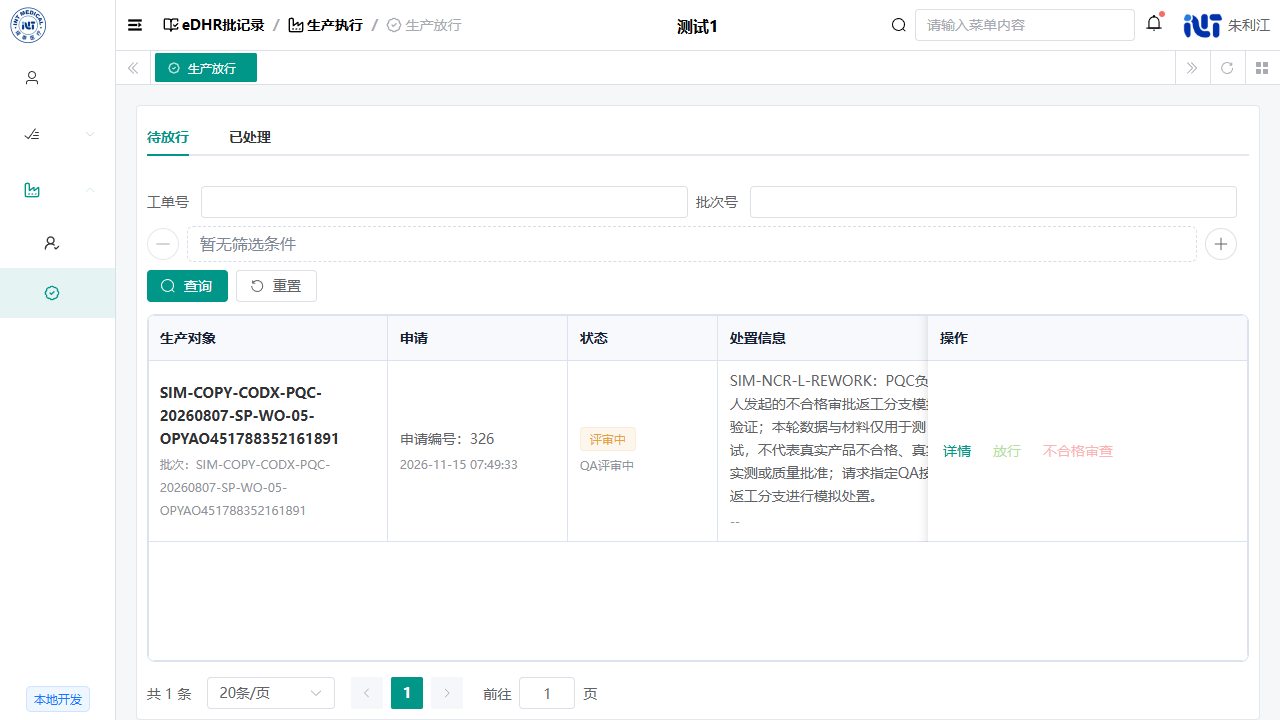 eDHR批记录 / 生产执行 / 生产放行
测试1
请输入菜单内容
朱利江
生产放行
待放行
已处理
工单号
批次号
暂无筛选条件
查询
重置
生产对象
申请
状态
处置信息
操作
SIM-COPY-CODX-PQC-
20260807-SP-WO-05-
OPYAO451788352161891
批次：SIM-COPY-CODX-PQC-
20260807-SP-WO-05-
OPYAO451788352161891
申请编号：326
2026-11-15 07:49:33
评审中
QA评审中
SIM-NCR-L-REWORK：PQC负
人发起的不合格审批返工分支模
验证；本轮数据与材料仅用于测
试，不代表真实产品不合格、真
实测或质量批准；请求指定QA按
返工分支进行模拟处置。
--
详情
放行
不合格审查
本地开发
共 1 条
20条/页
1
前往
1
页